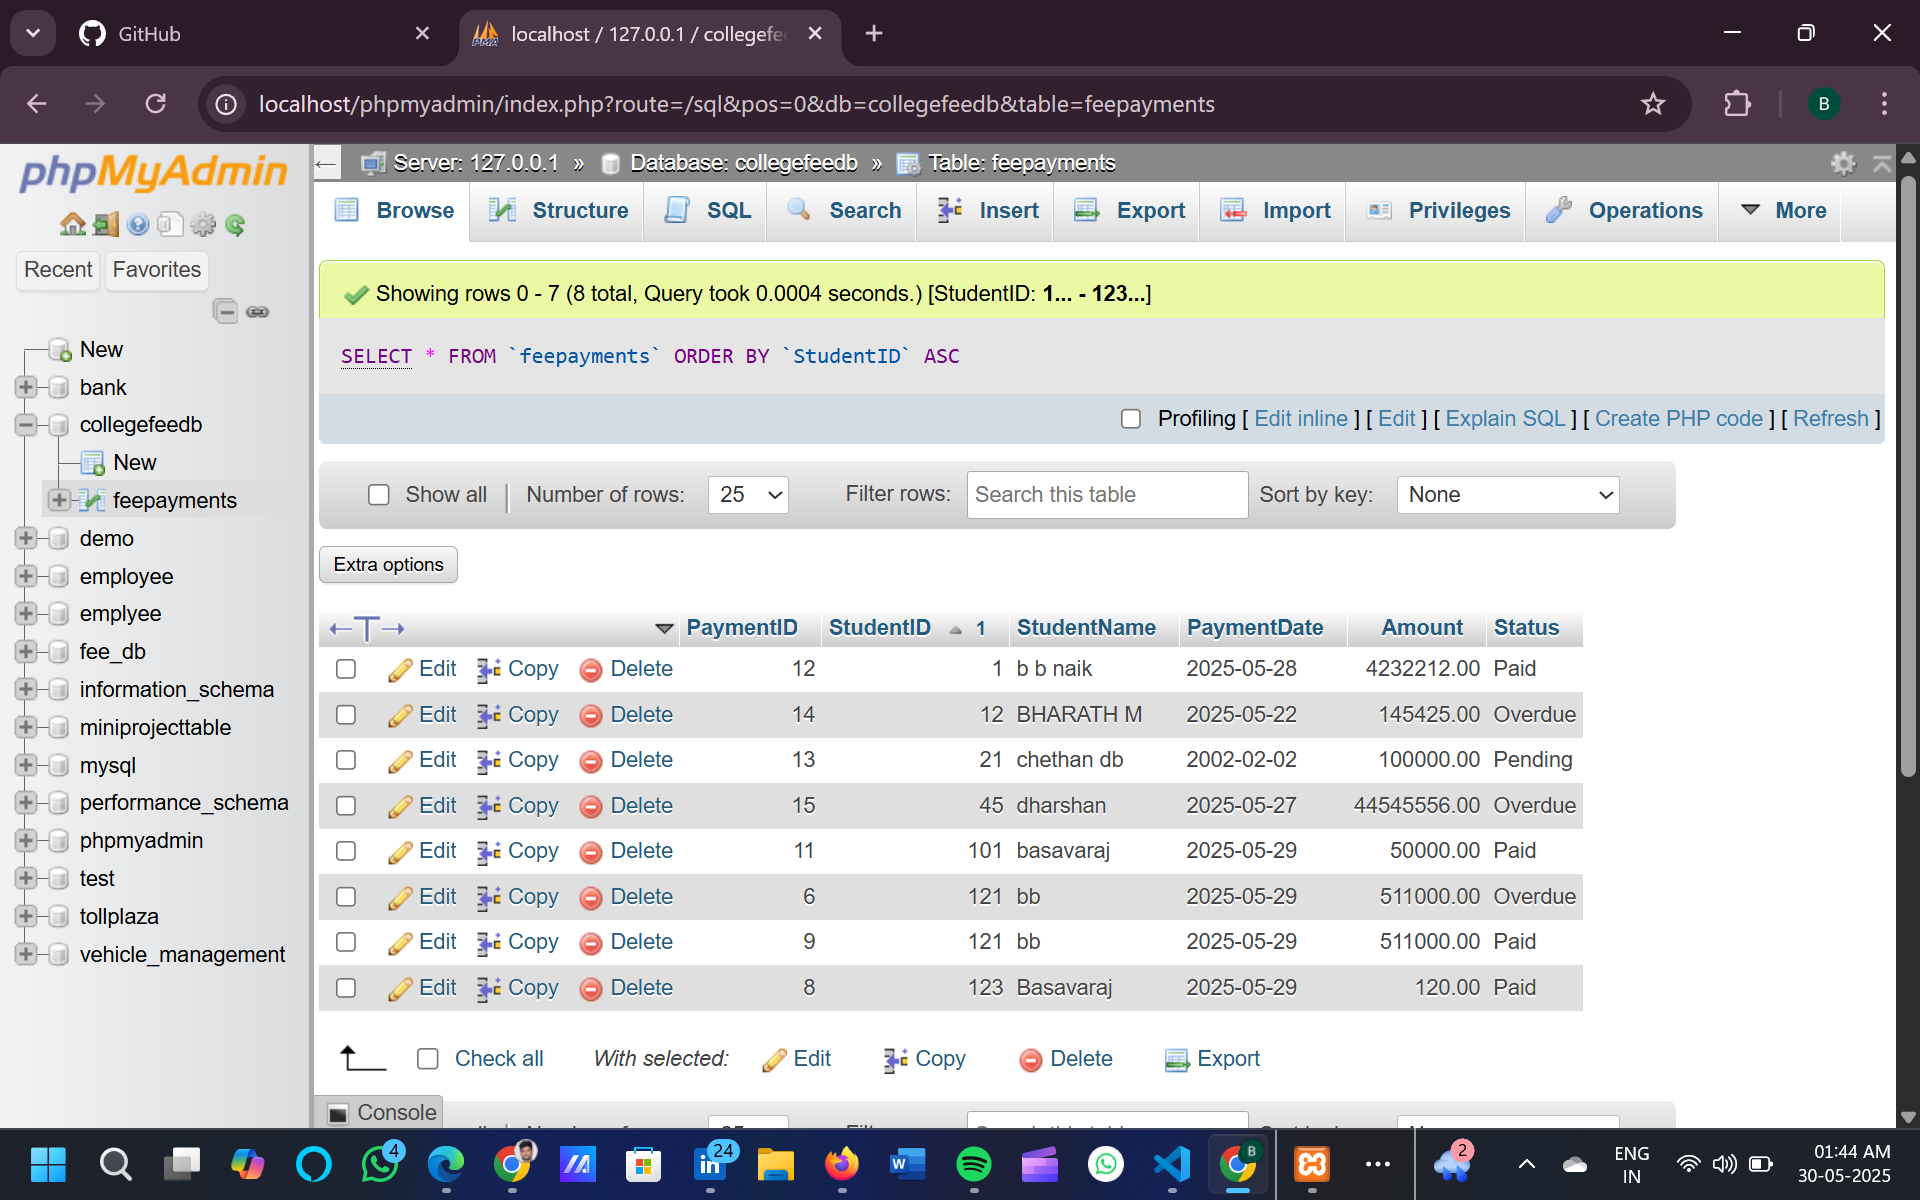 GitHub
localhost / 127.0.0.1 / collegefee
localhost/phpmyadmin/index.php?route=/sql&pos=0&db=collegefeedb&table=feepayments
B
phpMyAdmin
Recent Favorites
New
bank
collegefeedb
New
feepayments
demo
employee
emplyee
fee_db
information_schema
miniprojecttable
mysql
performance_schema
phpmyadmin
test
tollplaza
vehicle_management
Server: 127.0.0.1 » Database: collegefeedb » Table: feepayments
Browse Structure SQL Search Insert Export Import Privileges Operations More
Showing rows 0 - 7 (8 total, Query took 0.0004 seconds.) [StudentID: 1... - 123...]
SELECT * FROM `feepayments` ORDER BY `StudentID` ASC
Profiling [ Edit inline ] [ Edit ] [ Explain SQL ] [ Create PHP code ] [ Refresh ]
Show all | Number of rows: 25 Filter rows: Search this table Sort by key: None
Extra options
PaymentID StudentID 1 StudentName PaymentDate Amount Status
Edit Copy Delete 12 1 b b naik 2025-05-28 4232212.00 Paid
Edit Copy Delete 14 12 BHARATH M 2025-05-22 145425.00 Overdue
Edit Copy Delete 13 21 chethan db 2002-02-02 100000.00 Pending
Edit Copy Delete 15 45 dharshan 2025-05-27 44545556.00 Overdue
Edit Copy Delete 11 101 basavaraj 2025-05-29 50000.00 Paid
Edit Copy Delete 6 121 bb 2025-05-29 511000.00 Overdue
Edit Copy Delete 9 121 bb 2025-05-29 511000.00 Paid
Edit Copy Delete 8 123 Basavaraj 2025-05-29 120.00 Paid
Check all With selected: Edit Copy Delete Export
Console
4
24
B
2
ENG
IN
01:44 AM
30-05-2025